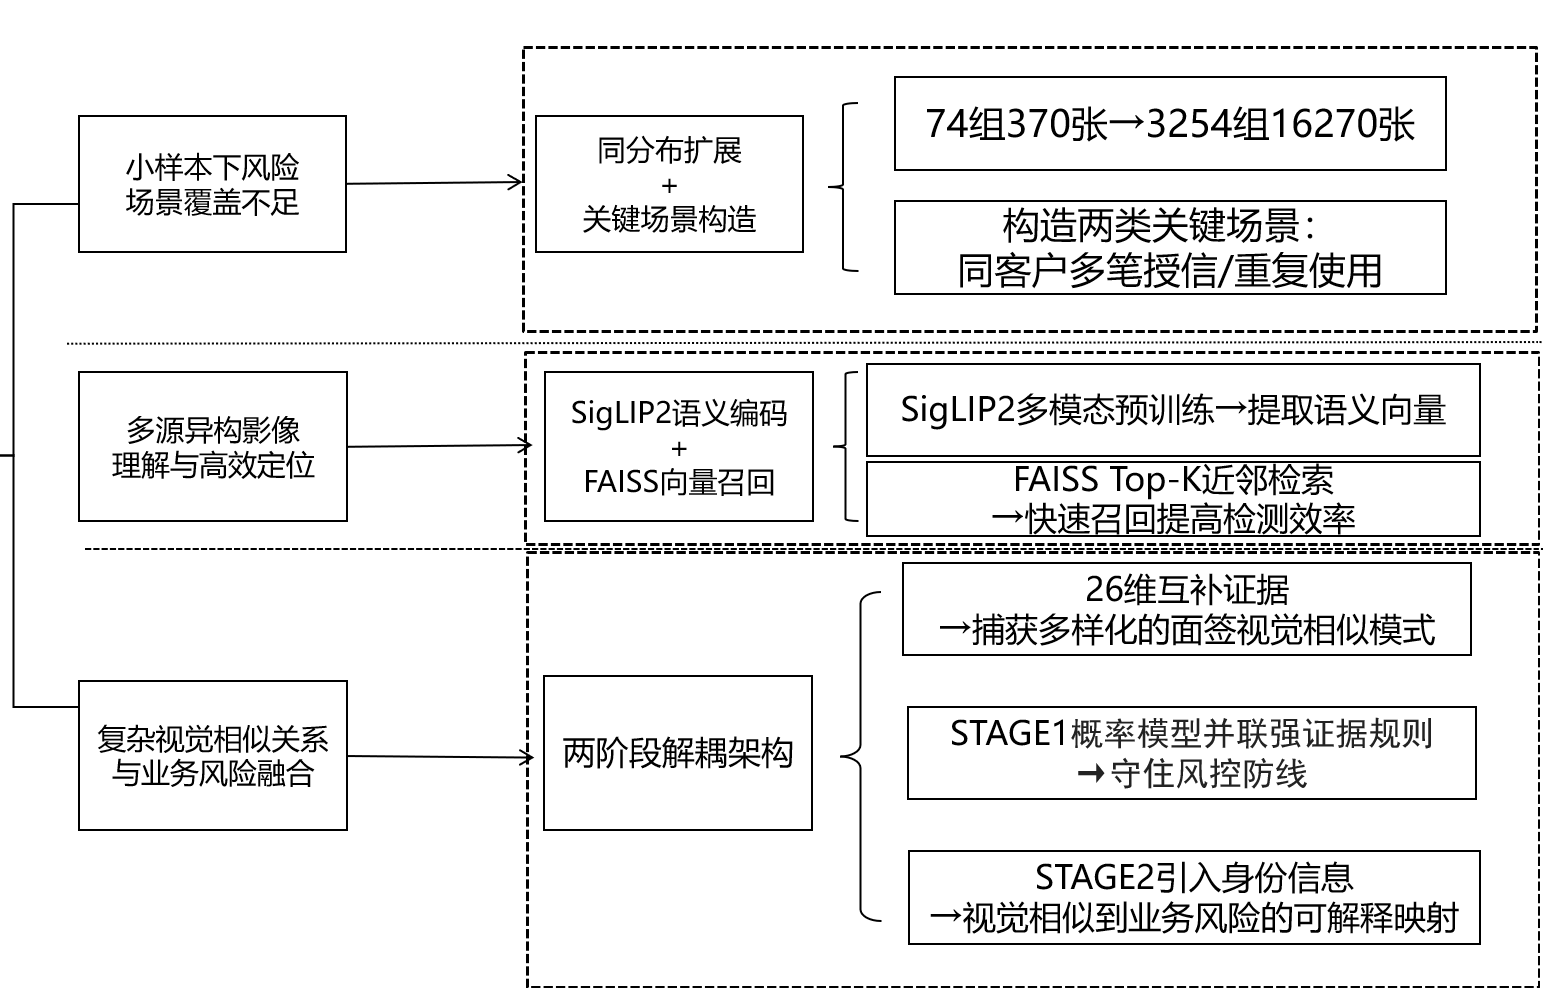 小样本下风险
场景覆盖不足
同分布扩展
+
关键场景构造
74组370张→3254组16270张
构造两类关键场景：
同客户多笔授信/重复使用
多源异构影像
理解与高效定位
SigLIP2语义编码
+
FAISS向量召回
SigLIP2多模态预训练→提取语义向量
FAISS Top-K近邻检索
→快速召回提高检测效率
复杂视觉相似关系
与业务风险融合
两阶段解耦架构
26维互补证据
→捕获多样化的面签视觉相似模式
STAGE1概率模型并联强证据规则
→守住风控防线
STAGE2引入身份信息
→视觉相似到业务风险的可解释映射